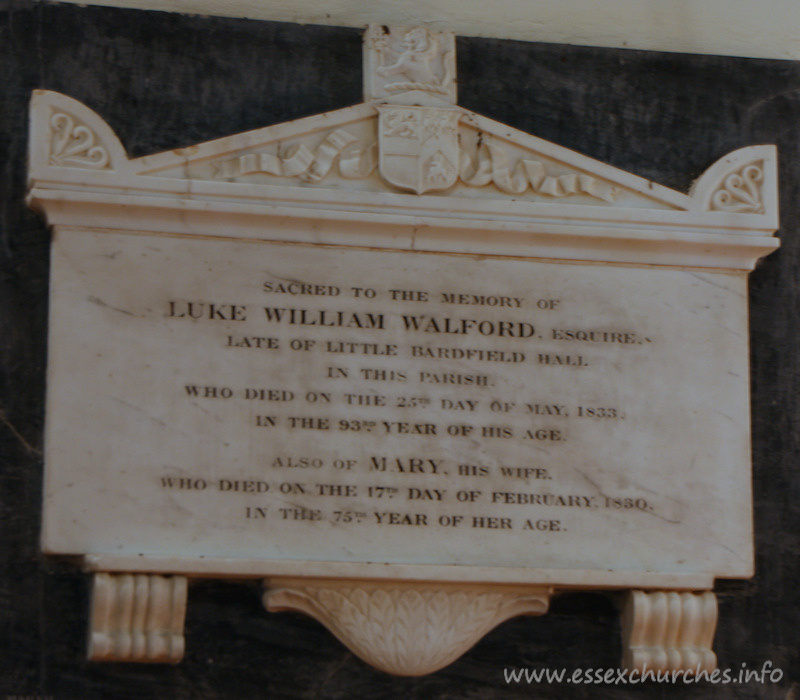 SACRED TO THE MEMORY OF
LUKE WILLIAM WALFORD, ESQUIRE,
LATE OF LITTLE BARDFIELD HALL
IN THIS PARISH.
WHO DIED ON THE 25TH DAY OF MAY, 1833.
IN THE 93RD YEAR OF HIS AGE.
ALSO OF MARY, HIS WIFE.
WHO DIED ON THE 17TH DAY OF FEBRUARY, 1830.
IN THE 75TH YEAR OF HER AGE.
www.essexchurches.info